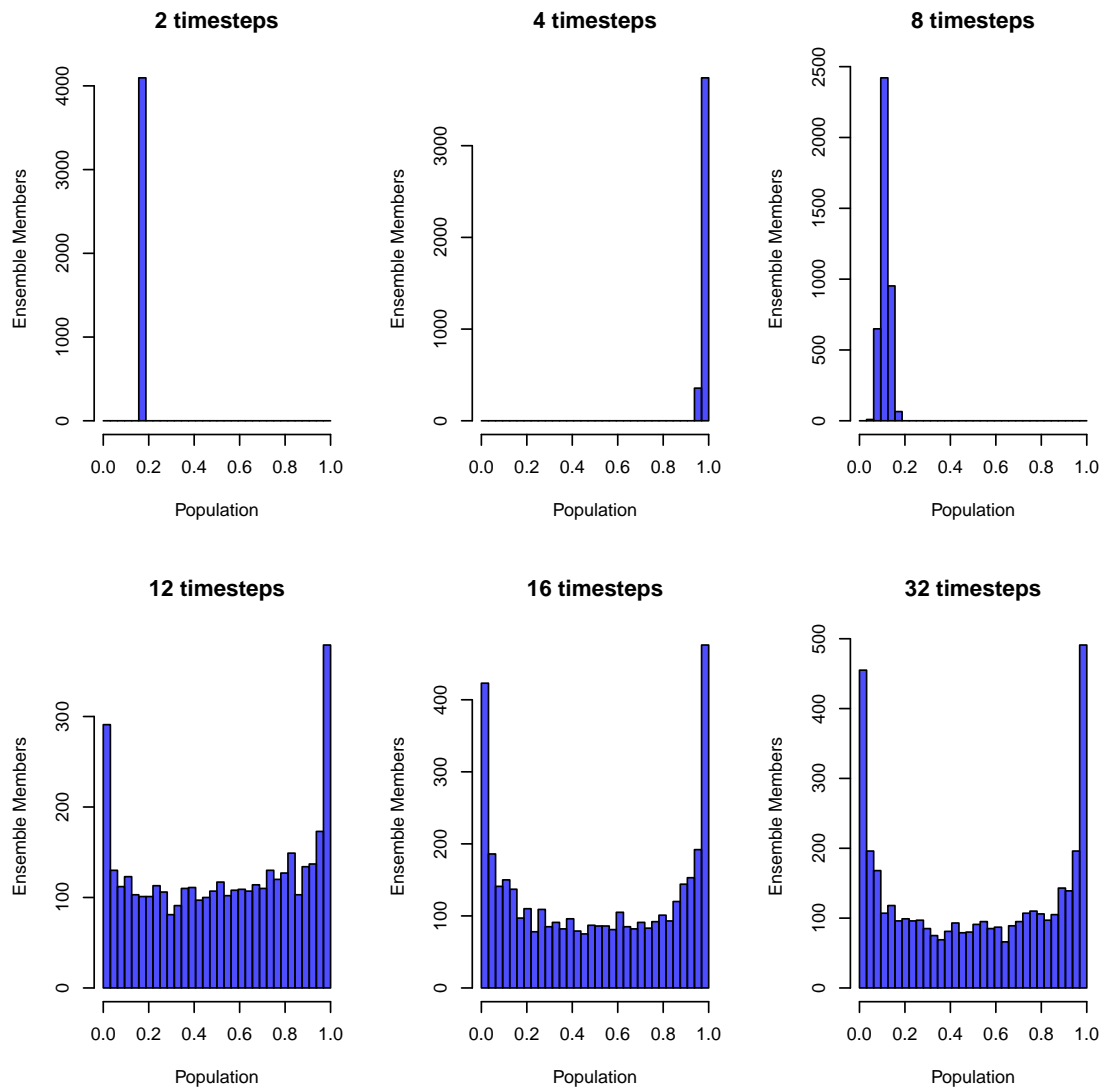 2 timesteps
4 timesteps
8 timesteps
Ensemble Members
0 1000 2000 3000 4000
0.0 0.2 0.4 0.6 0.8 1.0
Population
Ensemble Members
0 1000 2000 3000
0.0 0.2 0.4 0.6 0.8 1.0
Population
Ensemble Members
0 500 1000 1500 2000 2500
0.0 0.2 0.4 0.6 0.8 1.0
Population
12 timesteps
16 timesteps
32 timesteps
Ensemble Members
0 100 200 300
0.0 0.2 0.4 0.6 0.8 1.0
Population
Ensemble Members
0 100 200 300 400
0.0 0.2 0.4 0.6 0.8 1.0
Population
Ensemble Members
0 100 200 300 400 500
0.0 0.2 0.4 0.6 0.8 1.0
Population